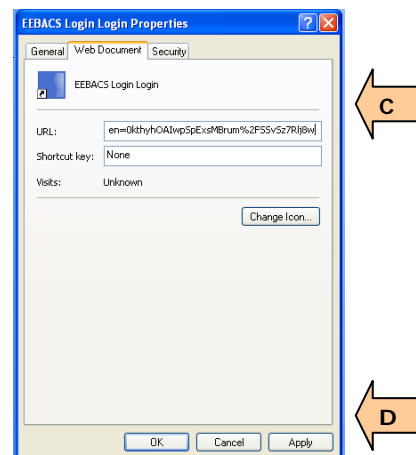 EEBACS Login Login Properties
General Web Document Security
EEBACS Login Login
C
URL: en=0kthyhOAIwpSpExsMBrum%2FSSvSz7Rlj8w
Shortcut key: None
Visits: Unknown
Change Icon...
D
OK Cancel Apply